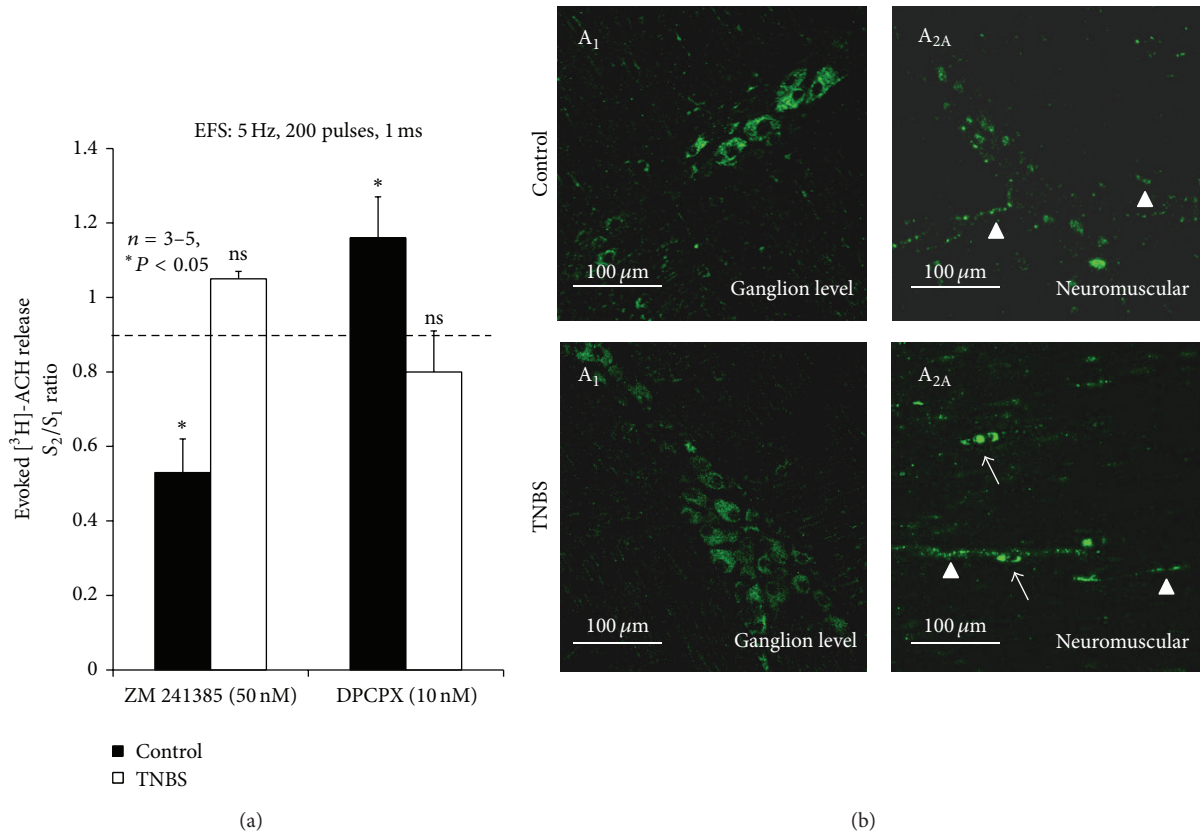 EFS: 5 Hz, 200 pulses, 1 ms
Evoked [³H]-ACH release
S₂/S₁ ratio
1.4
1.2
1
0.8
0.6
0.4
0.2
0
n = 3–5,
*P < 0.05
*
ns
*
ns
ZM 241385 (50 nM)
DPCPX (10 nM)
Control
TNBS
(a)
Control
A₁
100 μm
Ganglion level
A₂A
100 μm
Neuromuscular
TNBS
A₁
100 μm
Ganglion level
A₂A
100 μm
Neuromuscular
(b)